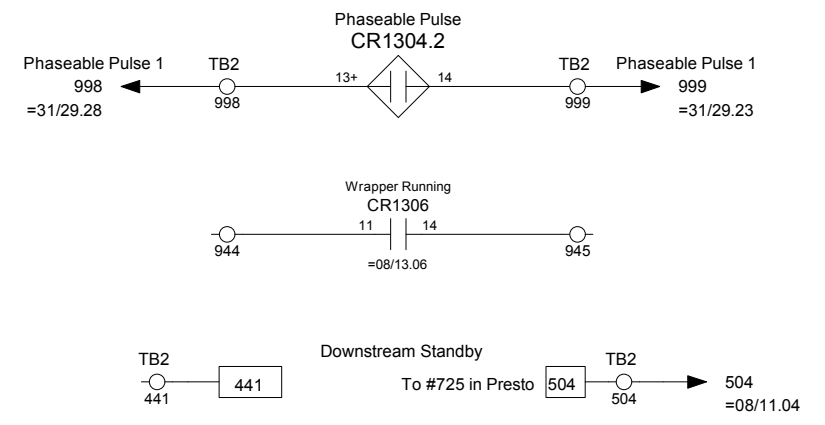 Phaseable Pulse
CR1304.2
Phaseable Pulse 1
TB2
TB2
Phaseable Pulse 1
998
13+
14
999
998
999
=31/29.28
=31/29.23
Wrapper Running
CR1306
11
14
944
945
=08/13.06
Downstream Standby
TB2
TB2
441
To #725 in Presto
504
504
441
504
=08/11.04